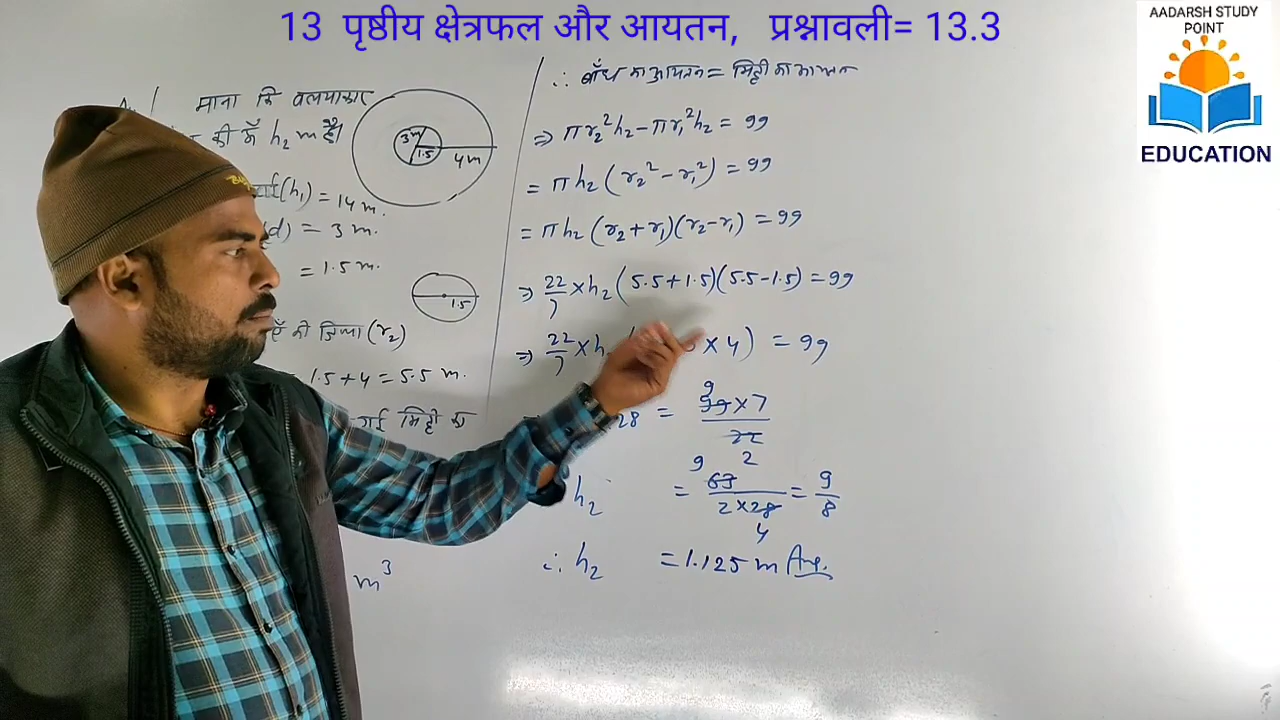 13 पृष्ठीय क्षेत्रफल और आयतन, प्रश्नावली= 13.3
AADARSH STUDY
POINT
EDUCATION
माना कि वलयाकार
की ऊँ h₂ m है।
(h₁) = 14 m.
(d) = 3 m.
= 1.5 m.
की त्रिज्या (r₂)
= 1.5 + 4 = 5.5 m.
गई मिट्टी का
m³
3 m
1.5
4 m
1.5
∴ बाँध का आयतन = मिट्टी का आयतन
⇒ πr₂²h₂ - πr₁²h₂ = 99
= πh₂ (r₂² - r₁²) = 99
= πh₂ (r₂ + r₁)(r₂ - r₁) = 99
⇒ 22/7 × h₂ (5.5 + 1.5)(5.5 - 1.5) = 99
⇒ 22/7 × h × 4) = 99
28 = 99 × 7 / 22
9
2
h₂ = 63 / 2 × 28 = 9/8
9
4
∴ h₂ = 1.125 m Ans.